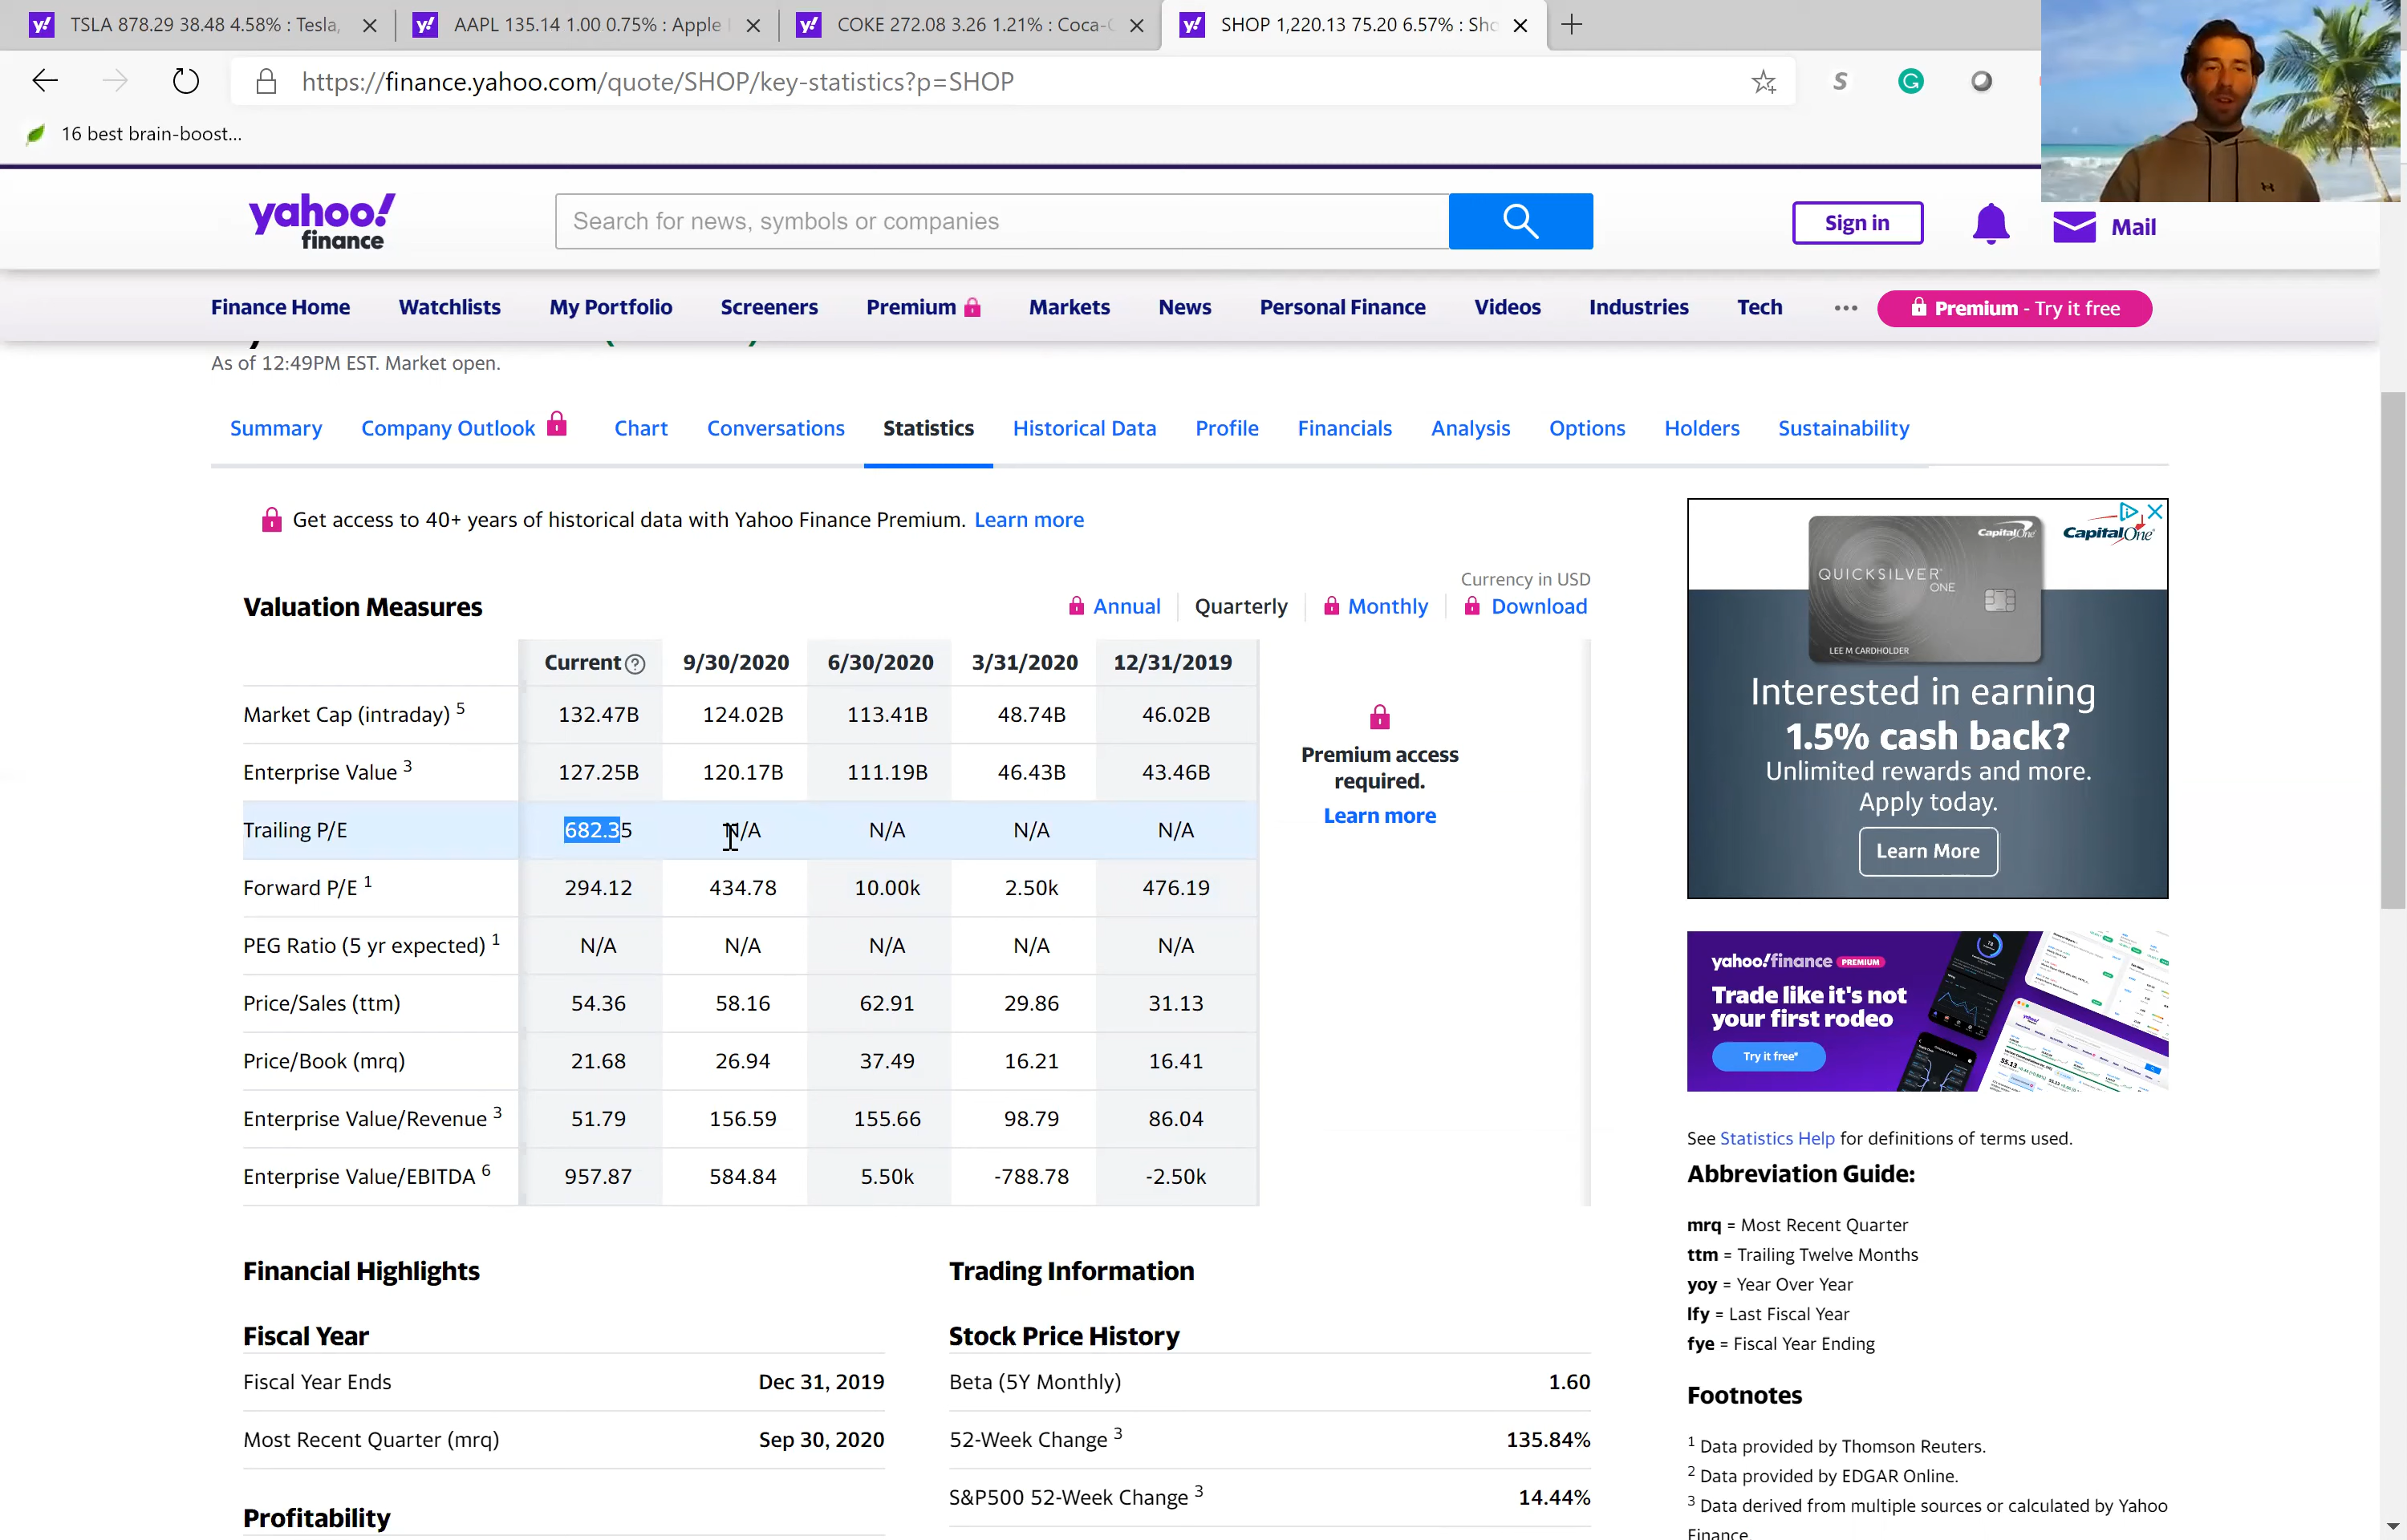 TSLA 878.29 38.48 4.58% : Tesla,
AAPL 135.14 1.00 0.75% : Apple
COKE 272.08 3.26 1.21% : Coca-C
SHOP 1,220.13 75.20 6.57% : Sho
https://finance.yahoo.com/quote/SHOP/key-statistics?p=SHOP
16 best brain-boost...
yahoo! finance
Search for news, symbols or companies
Sign in
Mail
Finance Home Watchlists My Portfolio Screeners Premium Markets News Personal Finance Videos Industries Tech ... Premium - Try it free
As of 12:49PM EST. Market open.
Summary Company Outlook Chart Conversations Statistics Historical Data Profile Financials Analysis Options Holders Sustainability
Get access to 40+ years of historical data with Yahoo Finance Premium. Learn more
Currency in USD
Valuation Measures
Annual Quarterly Monthly Download
Current 9/30/2020 6/30/2020 3/31/2020 12/31/2019
Market Cap (intraday) 5 132.47B 124.02B 113.41B 48.74B 46.02B
Enterprise Value 3 127.25B 120.17B 111.19B 46.43B 43.46B
Trailing P/E 682.35 N/A N/A N/A N/A
Forward P/E 1 294.12 434.78 10.00k 2.50k 476.19
PEG Ratio (5 yr expected) 1 N/A N/A N/A N/A N/A
Price/Sales (ttm) 54.36 58.16 62.91 29.86 31.13
Price/Book (mrq) 21.68 26.94 37.49 16.21 16.41
Enterprise Value/Revenue 3 51.79 156.59 155.66 98.79 86.04
Enterprise Value/EBITDA 6 957.87 584.84 5.50k -788.78 -2.50k
Premium access
required.
Learn more
Financial Highlights
Fiscal Year
Fiscal Year Ends Dec 31, 2019
Most Recent Quarter (mrq) Sep 30, 2020
Profitability
Trading Information
Stock Price History
Beta (5Y Monthly) 1.60
52-Week Change 3 135.84%
S&P500 52-Week Change 3 14.44%
Capital One
Capital One
QUICKSILVER
ONE
LEE M CARDHOLDER
Interested in earning
1.5% cash back?
Unlimited rewards and more.
Apply today.
Learn More
yahoo!finance PREMIUM
Trade like it's not
your first rodeo
Try it free*
See Statistics Help for definitions of terms used.
Abbreviation Guide:
mrq = Most Recent Quarter
ttm = Trailing Twelve Months
yoy = Year Over Year
lfy = Last Fiscal Year
fye = Fiscal Year Ending
Footnotes
1 Data provided by Thomson Reuters.
2 Data provided by EDGAR Online.
3 Data derived from multiple sources or calculated by Yahoo
Finance.